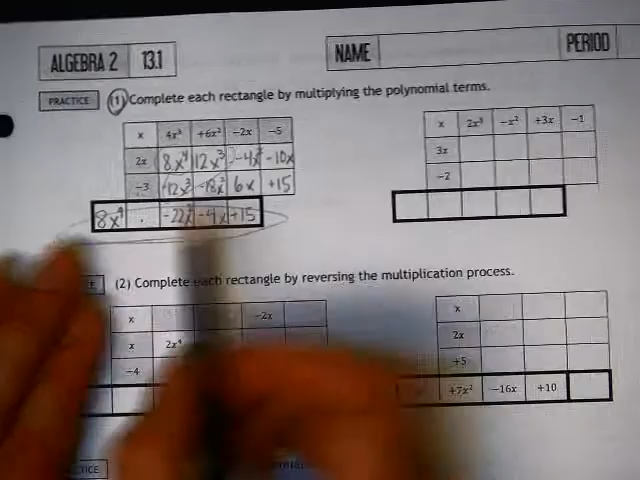 ALGEBRA 2 13.1 NAME PERIOD
PRACTICE (1) Complete each rectangle by multiplying the polynomial terms.
x 4x³ +6x² -2x -5
2x 8x⁴ 12x³ -4x² -10x
-3 -12x³ -18x² 6x +15
8x⁴ . -22x² -4x +15
x 2x³ -x² +3x -1
3x
-2
(2) Complete each rectangle by reversing the multiplication process.
x -2x
x 2x⁴
-4
x
2x
+5
+7x² -16x +10